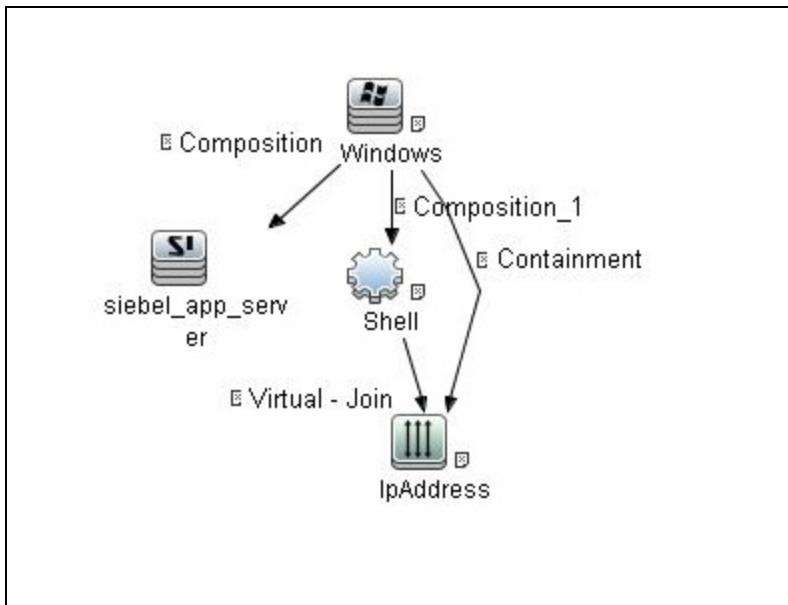 Composition
Windows
Composition_1
Containment
siebel_app_serv
er
Shell
Virtual - Join
IpAddress